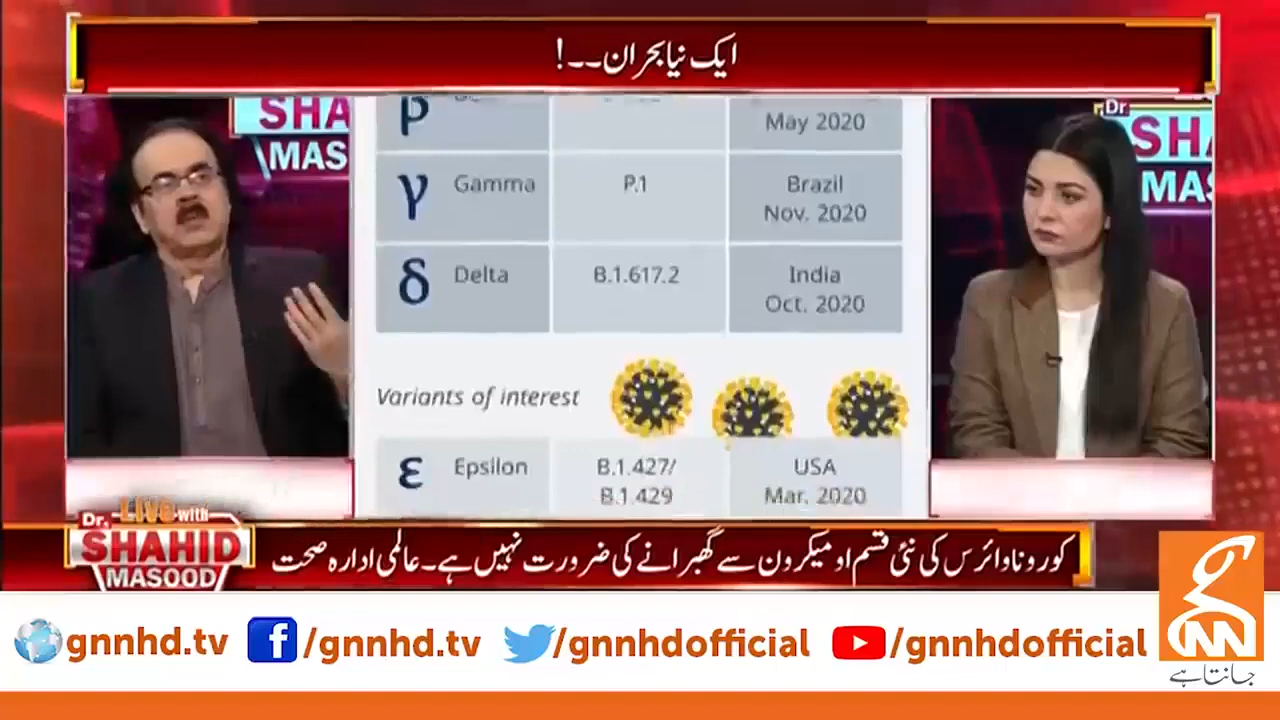 ایک نیا بحران۔۔!
SHA
MAS
May 2020
γ Gamma P.1 Brazil
Nov. 2020
δ Delta B.1.617.2 India
Oct. 2020
Variants of interest
ε Epsilon B.1.427/ USA
B.1.429 Mar. 2020
Dr
SHA
MAS
Dr. LIVE with
SHAHID
MASOOD
کورونا وائرس کی نئی قسم اومیکرون سے گھبرانے کی ضرورت نہیں ہے۔ عالمی ادارہ صحت
gnnhd.tv /gnnhd.tv /gnnhdofficial /gnnhdofficial
GNN
جانتا ہے